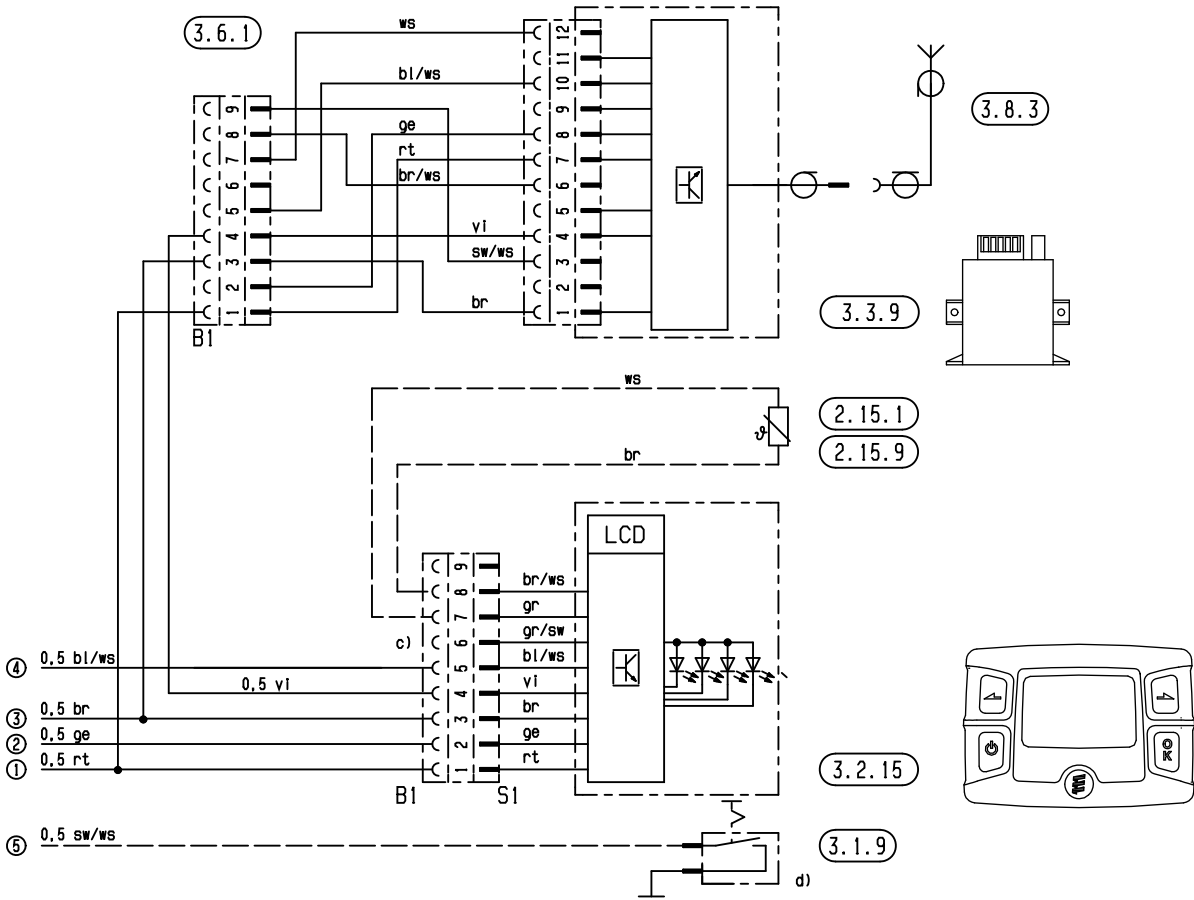 3.6.1
ws
bl/ws
ge
rt
br/ws
vi
sw/ws
br
9
8
7
6
5
4
3
2
1
B1
12
11
10
9
8
7
6
5
4
3
2
1
3.8.3
3.3.9
ws
br
ϑ
2.15.1
2.15.9
LCD
9
8
7
6
5
4
3
2
1
c)
br/ws
gr
gr/sw
bl/ws
vi
br
ge
rt
B1
S1
4 0,5 bl/ws
0,5 vi
3 0,5 br
2 0,5 ge
1 0,5 rt
5 0,5 sw/ws
3.2.15
OK
3.1.9
d)